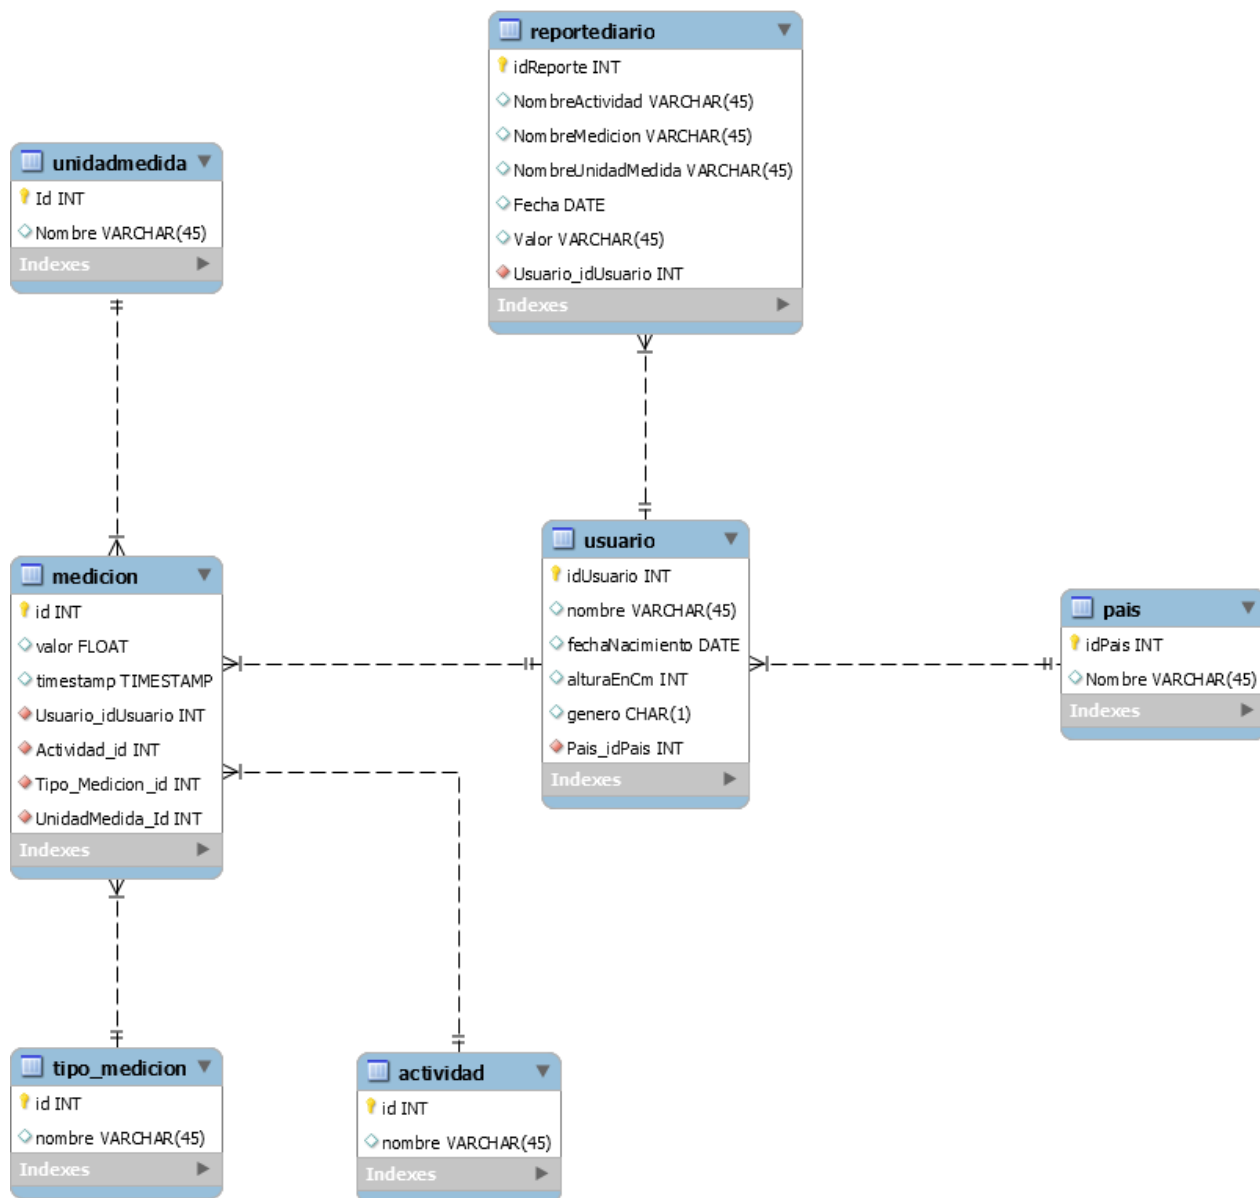 reportediario
idReporte INT
NombreActividad VARCHAR(45)
NombreMedicion VARCHAR(45)
NombreUnidadMedida VARCHAR(45)
Fecha DATE
Valor VARCHAR(45)
Usuario_idUsuario INT
Indexes
unidadmedida
Id INT
Nombre VARCHAR(45)
Indexes
medicion
id INT
valor FLOAT
timestamp TIMESTAMP
Usuario_idUsuario INT
Actividad_id INT
Tipo_Medicion_id INT
UnidadMedida_Id INT
Indexes
usuario
idUsuario INT
nombre VARCHAR(45)
fechaNacimiento DATE
alturaEnCm INT
genero CHAR(1)
Pais_idPais INT
Indexes
pais
idPais INT
Nombre VARCHAR(45)
Indexes
tipo_medicion
id INT
nombre VARCHAR(45)
Indexes
actividad
id INT
nombre VARCHAR(45)
Indexes